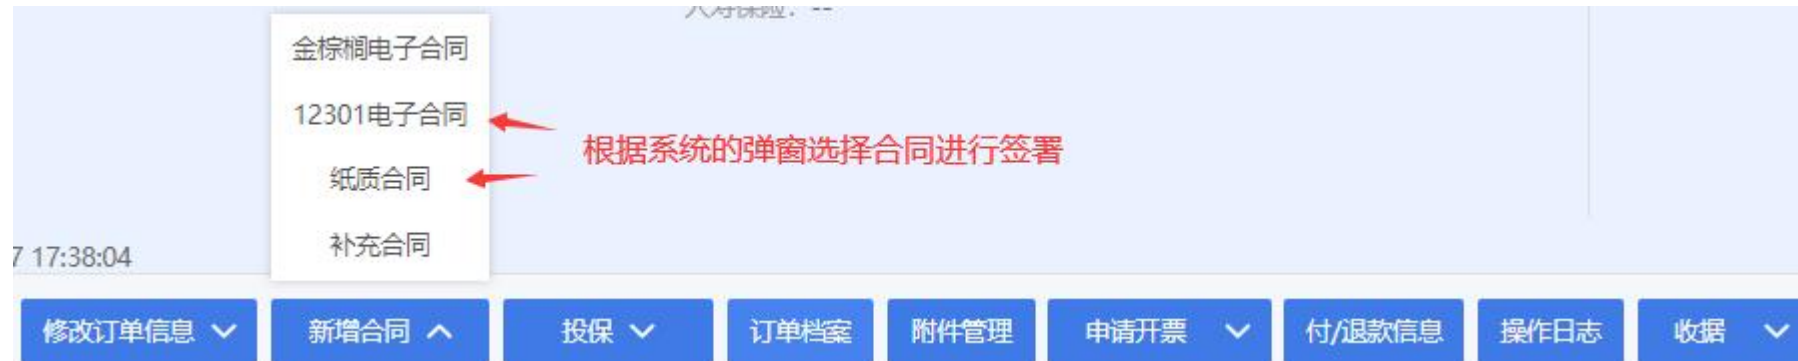 人寿保险：--
金棕榈电子合同
12301电子合同
根据系统的弹窗选择合同进行签署
纸质合同
补充合同
7 17:38:04
修改订单信息 新增合同 投保 订单档案 附件管理 申请开票 付/退款信息 操作日志 收据